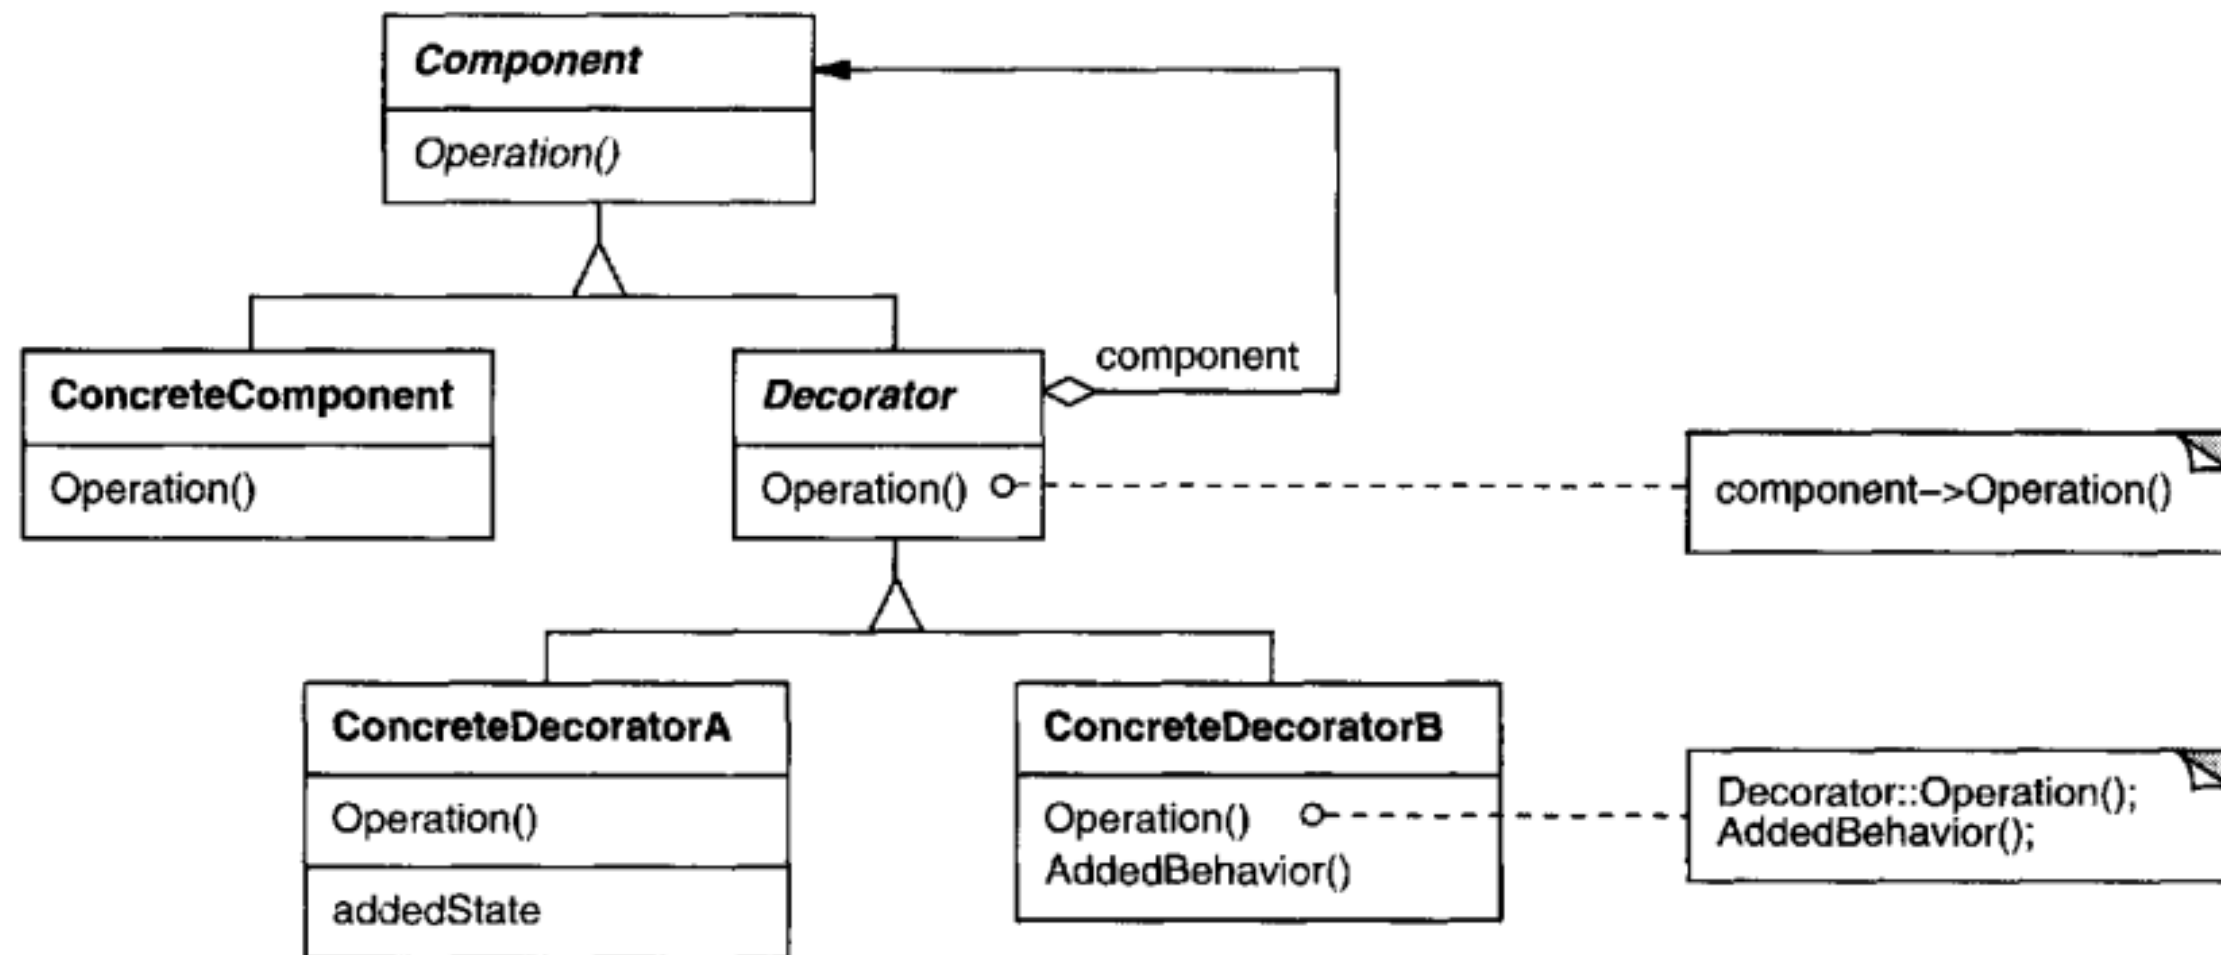 Component
Operation()
component
ConcreteComponent
Operation()
Decorator
Operation()
component–>Operation()
ConcreteDecoratorA
Operation()
addedState
ConcreteDecoratorB
Operation()
AddedBehavior()
Decorator::Operation();
AddedBehavior();